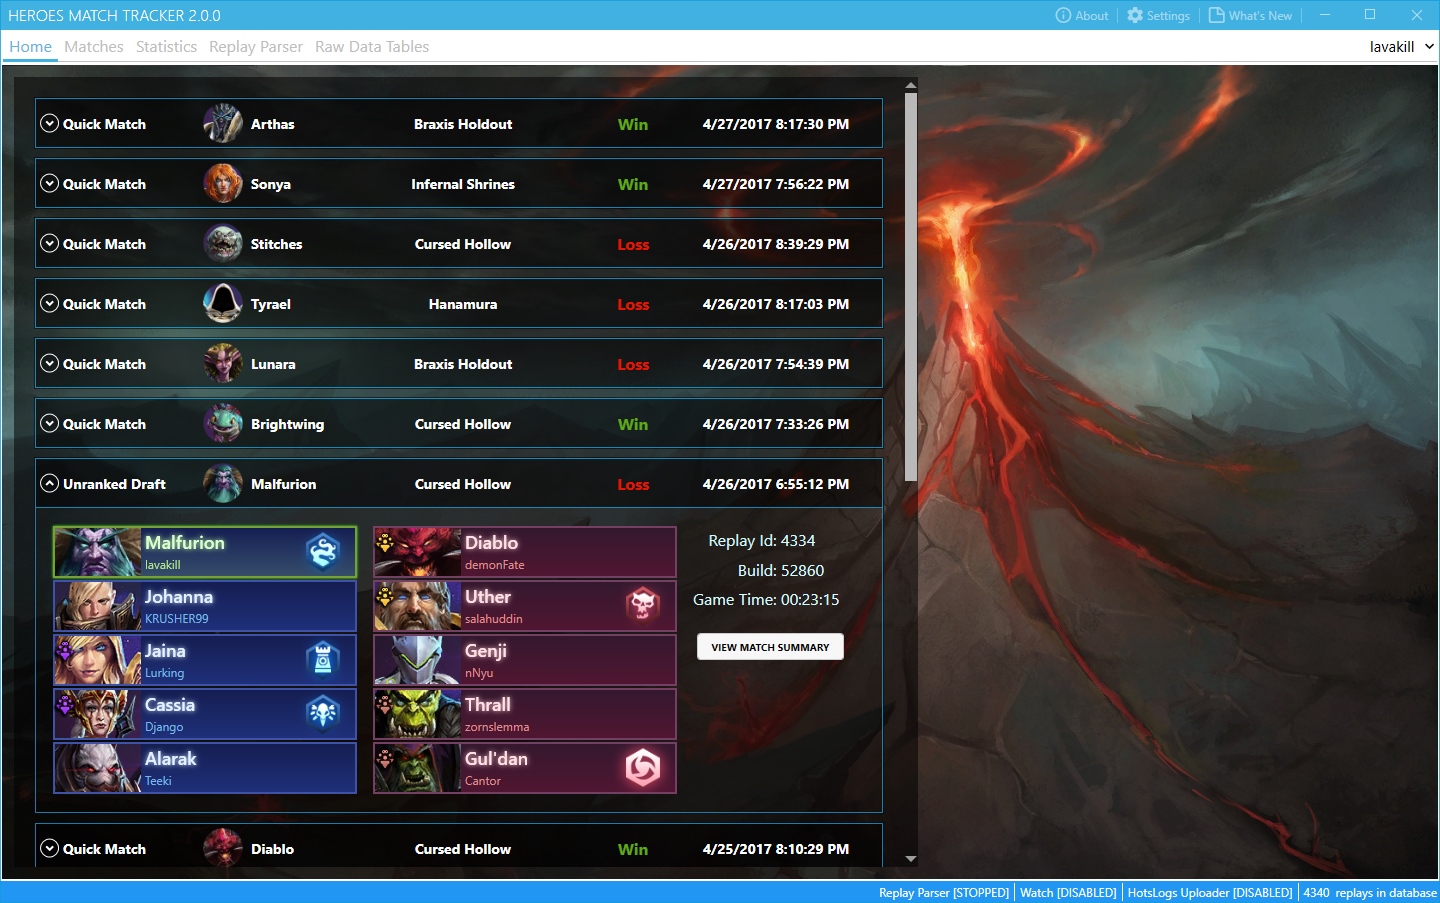 HEROES MATCH TRACKER 2.0.0
About
Settings
What's New
Home Matches Statistics Replay Parser Raw Data Tables
lavakill
Quick Match Arthas Braxis Holdout Win 4/27/2017 8:17:30 PM
Quick Match Sonya Infernal Shrines Win 4/27/2017 7:56:22 PM
Quick Match Stitches Cursed Hollow Loss 4/26/2017 8:39:29 PM
Quick Match Tyrael Hanamura Loss 4/26/2017 8:17:03 PM
Quick Match Lunara Braxis Holdout Loss 4/26/2017 7:54:39 PM
Quick Match Brightwing Cursed Hollow Win 4/26/2017 7:33:26 PM
Unranked Draft Malfurion Cursed Hollow Loss 4/26/2017 6:55:12 PM
Malfurion
lavakill
Johanna
KRUSHER99
Jaina
Lurking
Cassia
Django
Alarak
Teeki
Diablo
demonFate
Uther
salahuddin
Genji
nNyu
Thrall
zornslemma
Gul'dan
Cantor
Replay Id: 4334
Build: 52860
Game Time: 00:23:15
VIEW MATCH SUMMARY
Quick Match Diablo Cursed Hollow Win 4/25/2017 8:10:29 PM
Replay Parser [STOPPED] Watch [DISABLED] HotsLogs Uploader [DISABLED] 4340 replays in database